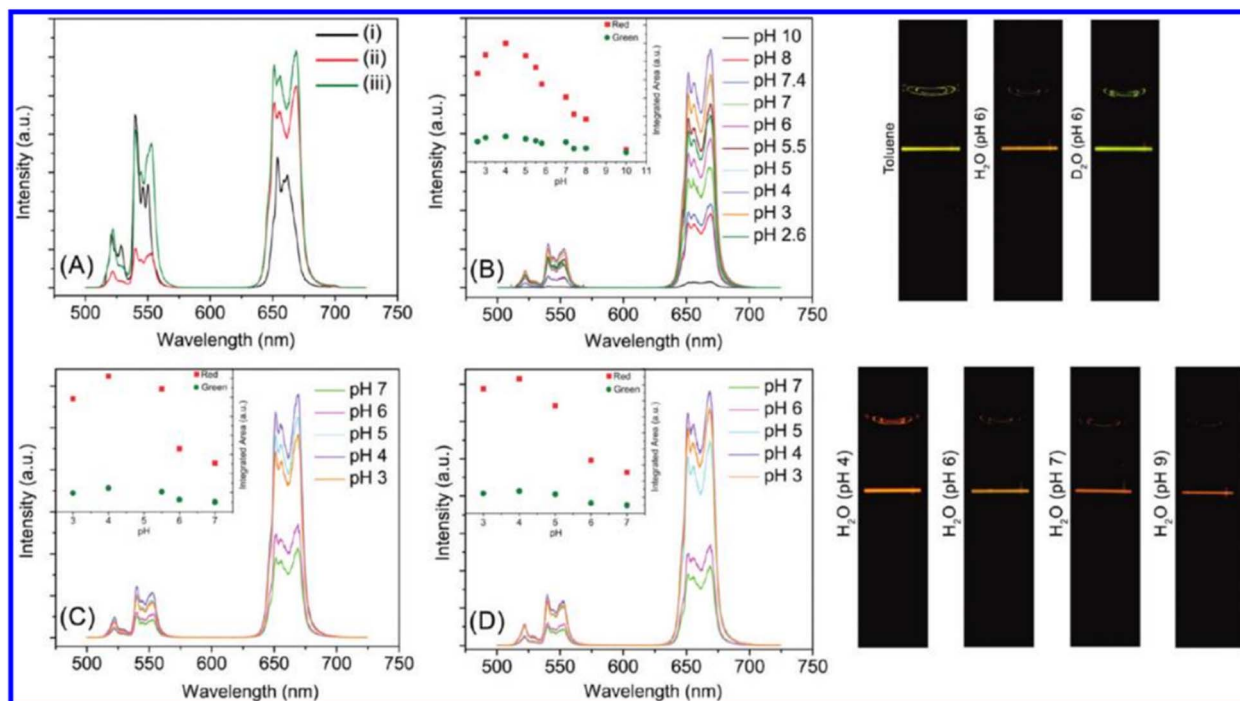 Intensity (a.u.)
(A)
(i)
(ii)
(iii)
500 550 600 650 700 750
Wavelength (nm)
Intensity (a.u.)
(B)
Red
Green
Integrated Area (a.u.)
3 4 5 6 7 8 9 10 11
pH
pH 10
pH 8
pH 7.4
pH 7
pH 6
pH 5.5
pH 5
pH 4
pH 3
pH 2.6
500 550 600 650 700 750
Wavelength (nm)
Toluene
H₂O (pH 6)
D₂O (pH 6)
Intensity (a.u.)
(C)
Red
Green
Integrated Area (a.u.)
3 4 5 6 7
pH
pH 7
pH 6
pH 5
pH 4
pH 3
500 550 600 650 700 750
Wavelength (nm)
Intensity (a.u.)
(D)
Red
Green
Integrated Area (a.u.)
3 4 5 6 7
pH
pH 7
pH 6
pH 5
pH 4
pH 3
500 550 600 650 700 750
Wavelength (nm)
H₂O (pH 4)
H₂O (pH 6)
H₂O (pH 7)
H₂O (pH 9)